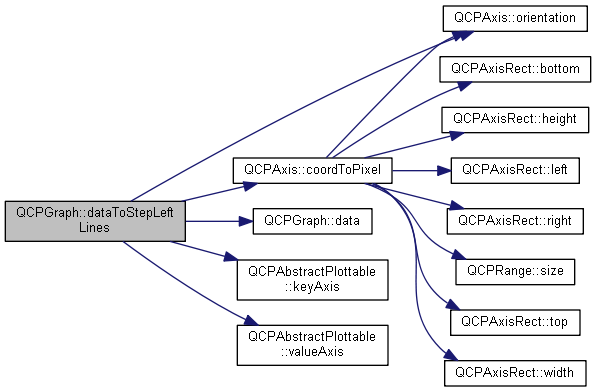 QCPAxis::orientation
QCPAxisRect::bottom
QCPAxisRect::height
QCPAxis::coordToPixel
QCPAxisRect::left
QCPGraph::dataToStepLeft
Lines
QCPGraph::data
QCPAxisRect::right
QCPAbstractPlottable
::keyAxis
QCPRange::size
QCPAxisRect::top
QCPAbstractPlottable
::valueAxis
QCPAxisRect::width